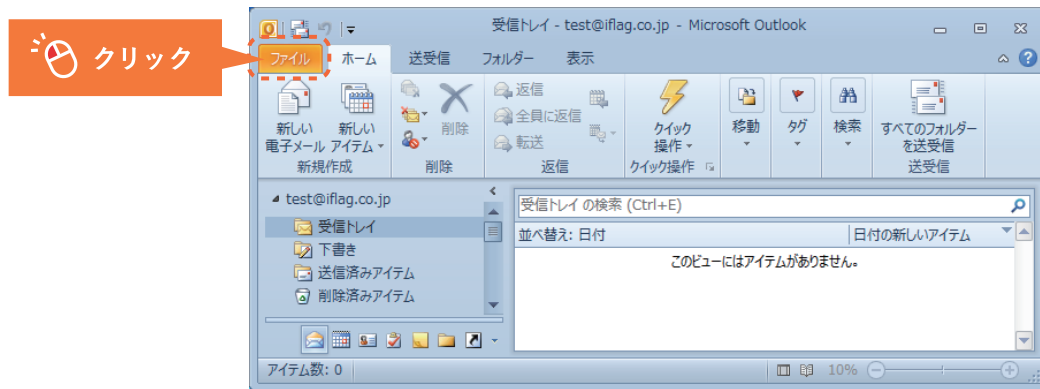 クリック
受信トレイ - test@iflag.co.jp - Microsoft Outlook
ファイル ホーム 送受信 フォルダー 表示
新しい
電子メール
新しい
アイテム
新規作成
削除
削除
返信
全員に返信
転送
返信
クイック
操作
クイック操作
移動
タグ
検索
すべてのフォルダー
を送受信
送受信
test@iflag.co.jp
受信トレイ
下書き
送信済みアイテム
削除済みアイテム
受信トレイ の検索 (Ctrl+E)
並べ替え: 日付 日付の新しいアイテム
このビューにはアイテムがありません。
アイテム数: 0
10%